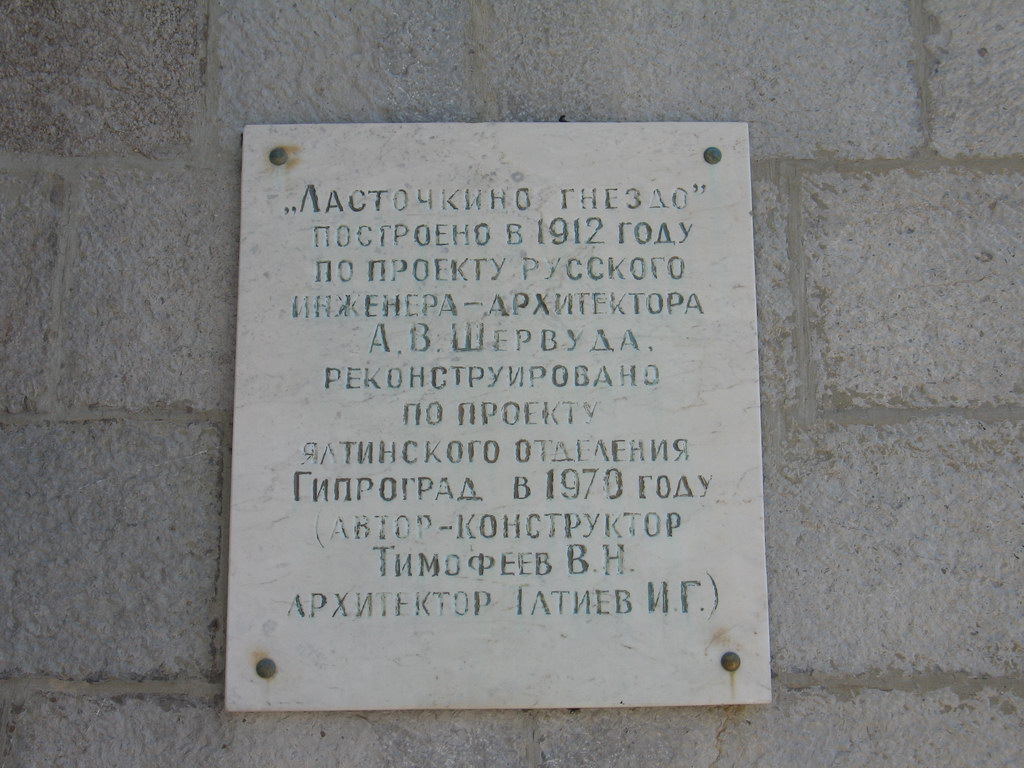 „Ласточкино гнездо”
построено в 1912 году
по проекту русского
инженера-архитектора
А.В. Шервуда.
реконструировано
по проекту
ялтинского отделения
Гипроград в 1970 году
(автор-конструктор
Тимофеев В.Н.
архитектор Татиев И.Г.)